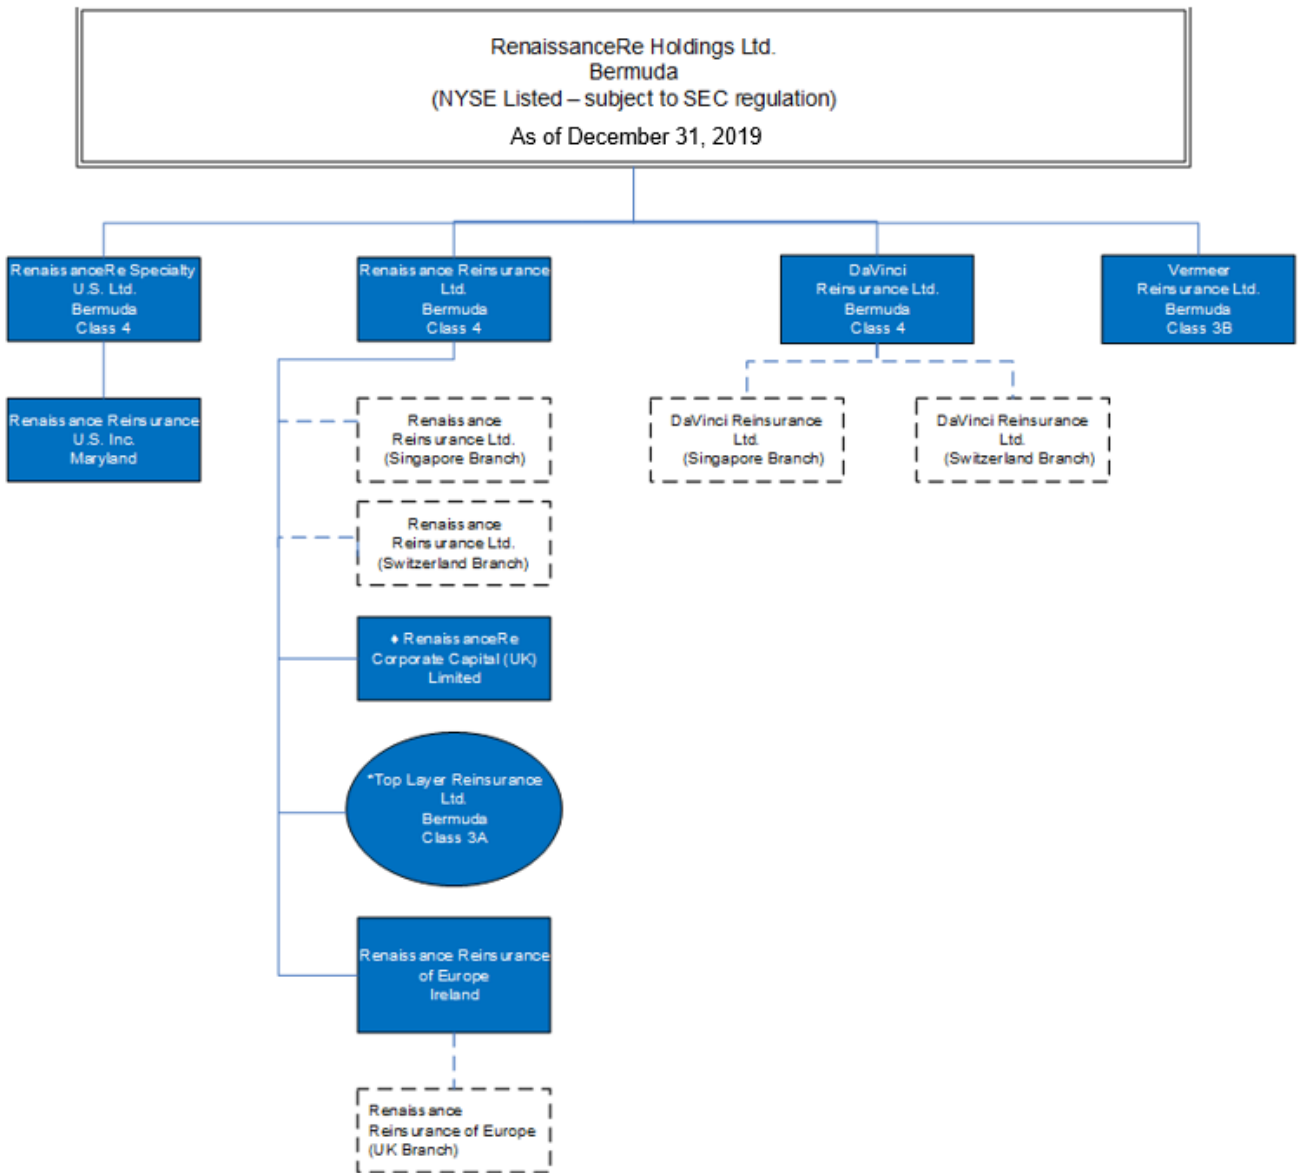 RenaissanceRe Holdings Ltd.
Bermuda
(NYSE Listed – subject to SEC regulation)
As of December 31, 2019
RenaissanceRe Specialty
U.S. Ltd.
Bermuda
Class 4
Renaissance Reinsurance
Ltd.
Bermuda
Class 4
DaVinci
Reinsurance Ltd.
Bermuda
Class 4
Vermeer
Reinsurance Ltd.
Bermuda
Class 3B
Renaissance Reinsurance
U.S. Inc.
Maryland
Renaissance
Reinsurance Ltd.
(Singapore Branch)
DaVinci Reinsurance
Ltd.
(Singapore Branch)
DaVinci Reinsurance
Ltd.
(Switzerland Branch)
Renaissance
Reinsurance Ltd.
(Switzerland Branch)
♦ RenaissanceRe
Corporate Capital (UK)
Limited
*Top Layer Reinsurance
Ltd.
Bermuda
Class 3A
Renaissance Reinsurance
of Europe
Ireland
Renaissance
Reinsurance of Europe
(UK Branch)